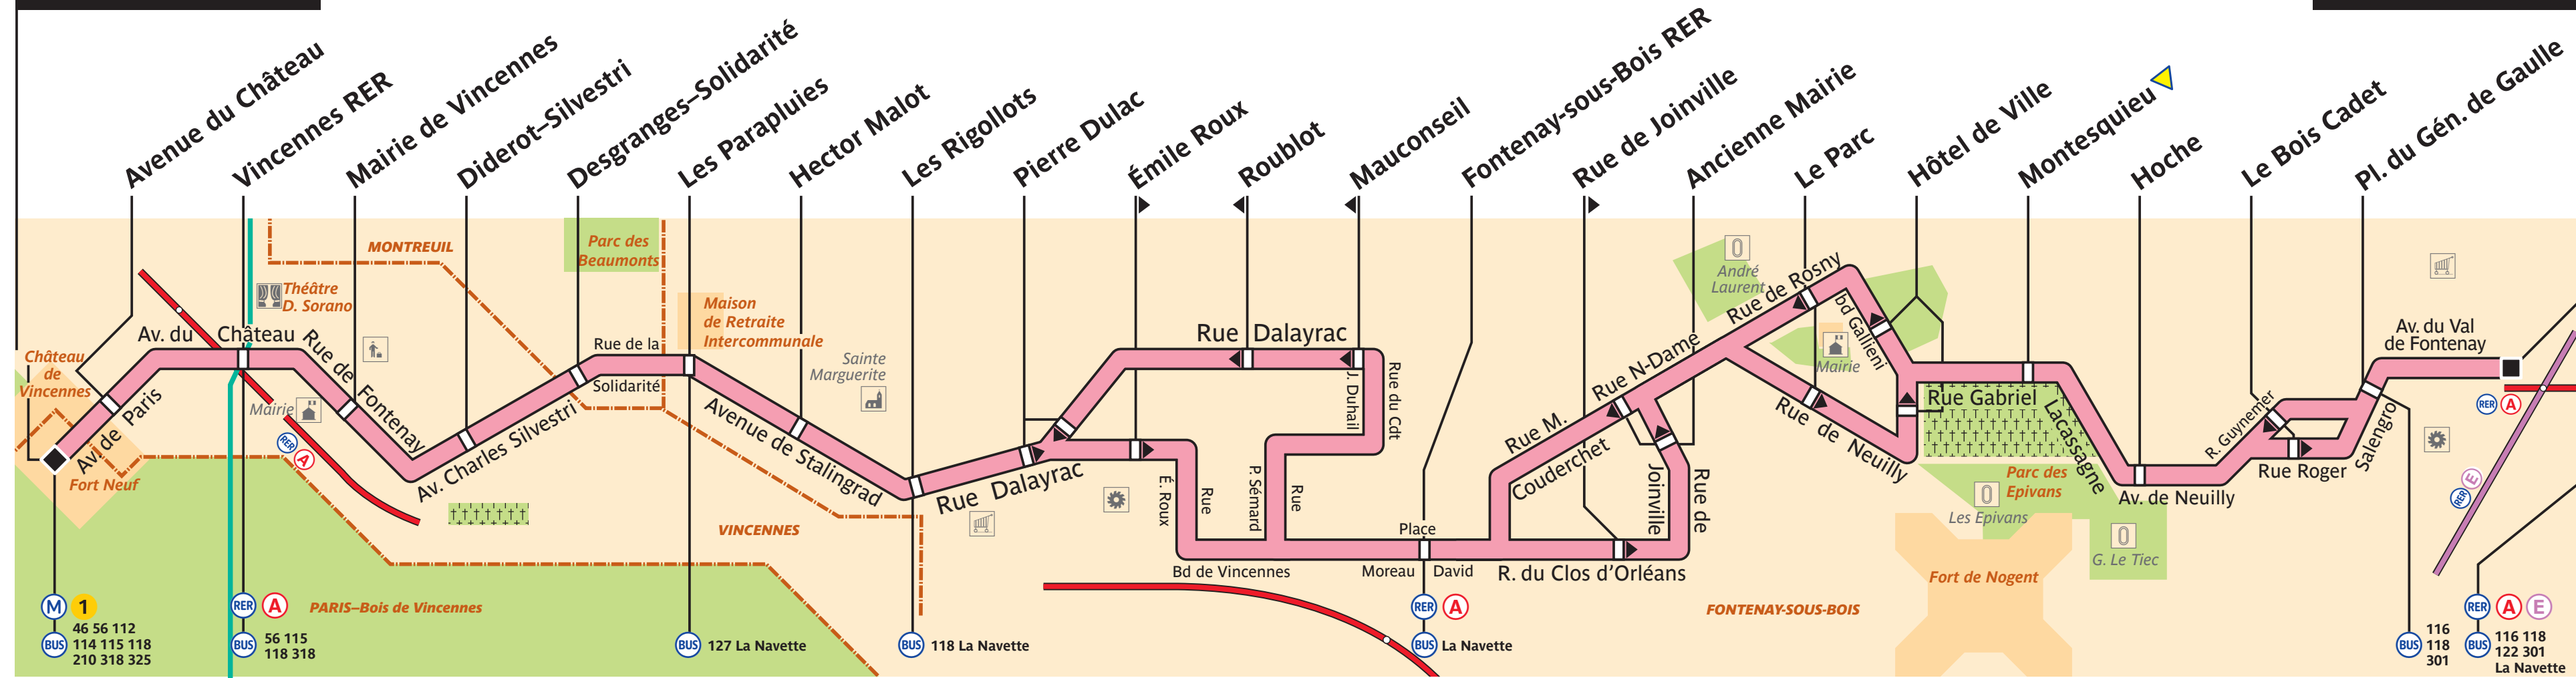 Avenue du Château
Vincennes RER
Mairie de Vincennes
Diderot–Silvestri
Desgranges–Solidarité
Les Parapluies
Hector Malot
Les Rigollots
Pierre Dulac
Émile Roux
Roublot
Mauconseil
Fontenay-sous-Bois RER
Rue de Joinville
Ancienne Mairie
Le Parc
Hôtel de Ville
Montesquieu
Hoche
Le Bois Cadet
Pl. du Gén. de Gaulle
MONTREUIL
Parc des
Beaumonts
Théâtre
D. Sorano
Maison
de Retraite
Intercommunale
Sainte
Marguerite
Château
de
Vincennes
Fort Neuf
Mairie
RER A
Av. de Paris
Av. du Château
Rue de Fontenay
Av. Charles Silvestri
Rue de la
Solidarité
Avenue de Stalingrad
VINCENNES
PARIS–Bois de Vincennes
Rue Dalayrac
Rue Dalayrac
É. Roux
Rue
P. Sémard
Rue
J. Duhail
Rue du Cdt
Bd de Vincennes
Place
Moreau David
R. du Clos d'Orléans
Rue M.
Couderchet
Rue N-Dame
Joinville
Rue de
Rue de Rosny
bd Gallieni
Rue de Neuilly
André
Laurent
Mairie
Rue Gabriel
Lacassagne
Parc des
Epivans
Les Epivans
G. Le Tiec
Fort de Nogent
FONTENAY-SOUS-BOIS
Av. de Neuilly
R. Guynemer
Rue Roger
Salengro
Av. du Val
de Fontenay
RER A
RER E
M 1
BUS
46 56 112
114 115 118
210 318 325
RER A
BUS
56 115
118 318
BUS 127 La Navette
BUS 118 La Navette
RER A
BUS La Navette
BUS
116
118
301
RER A E
BUS
116 118
122 301
La Navette